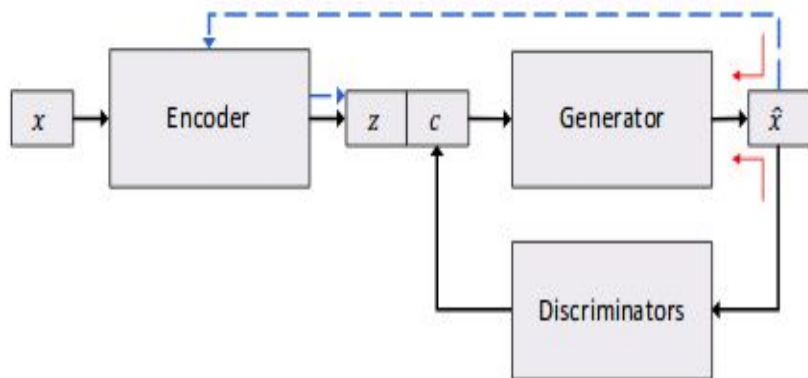 x
Encoder
z
c
Generator
x̂
Discriminators